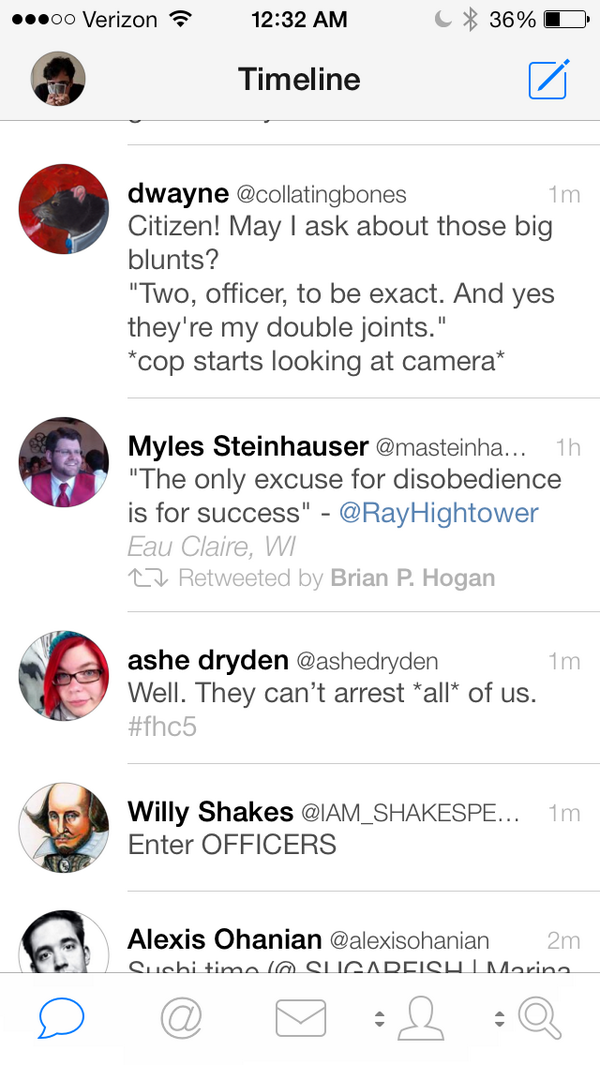 Verizon 12:32 AM 36%
Timeline
dwayne @collatingbones 1m
Citizen! May I ask about those big
blunts?
"Two, officer, to be exact. And yes
they're my double joints."
*cop starts looking at camera*
Myles Steinhauser @masteinha... 1h
"The only excuse for disobedience
is for success" - @RayHightower
Eau Claire, WI
Retweeted by Brian P. Hogan
ashe dryden @ashedryden 1m
Well. They can’t arrest *all* of us.
#fhc5
Willy Shakes @IAM_SHAKESPE... 1m
Enter OFFICERS
Alexis Ohanian @alexisohanian 2m
Sushi time (@ SUGARFISH | Marina